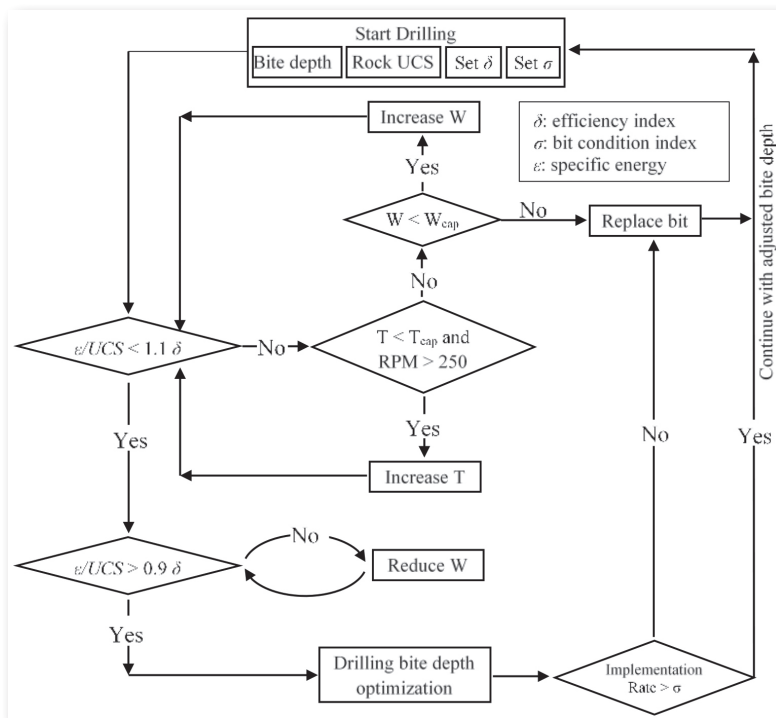 Start Drilling
Bite depth
Rock UCS
Set δ
Set σ
Increase W
δ: efficiency index
σ: bit condition index
ε: specific energy
Yes
W < Wcap
No
Replace bit
Continue with adjusted bite depth
No
ε/UCS < 1.1 δ
No
T < Tcap and
RPM > 250
Yes
Yes
No
Yes
Increase T
ε/UCS > 0.9 δ
No
Reduce W
Yes
Drilling bite depth
optimization
Implementation
Rate > σ